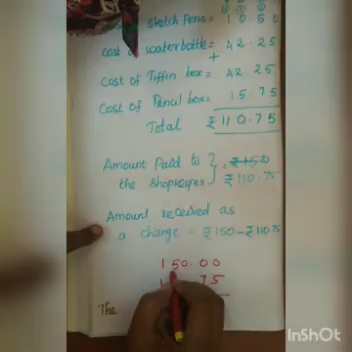 sketch pens = 10 50
cost of water bottle = 42.25
+
Cost of Tiffin box = 42 25
Cost of Pencil box = 15.75
Total ₹ 110.75
Amount Paid to } ₹150
the shopkeeper ₹110.75
Amount received as
a change = ₹150 - ₹110.75
150.00
75
The
InShOt